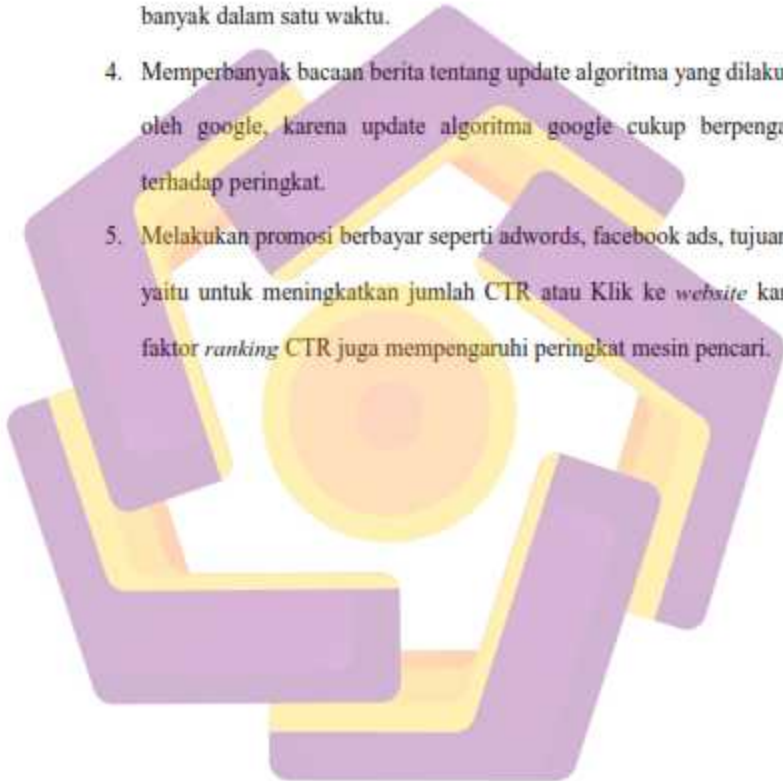 banyak dalam satu waktu.
4. Memperbanyak bacaan berita tentang update algoritma yang dilaku
oleh google, karena update algoritma google cukup berpenga
terhadap peringkat.
5. Melakukan promosi berbayar seperti adwords, facebook ads, tujuan
yaitu untuk meningkatkan jumlah CTR atau Klik ke website kar
faktor ranking CTR juga mempengaruhi peringkat mesin pencari.